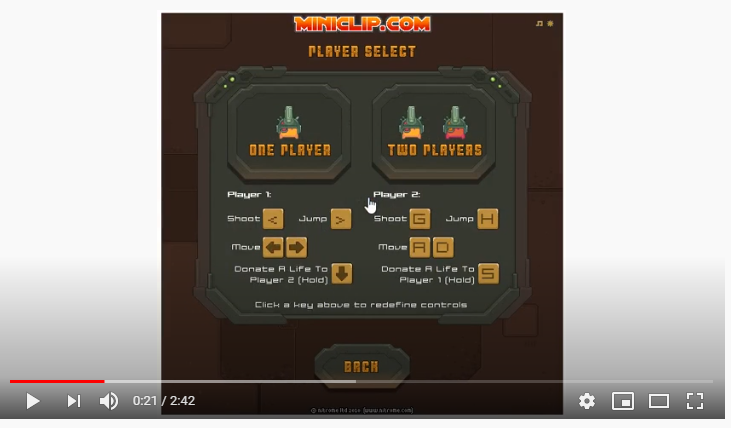 MINICLIP.COM
PLAYER SELECT
ONE PLAYER
TWO PLAYERS
Player 1:
Player 2:
Shoot < Jump >
Shoot G Jump H
Move ← →
Move A D
Donate A Life To
Player 2 (Hold) ↓
Donate A Life To
Player 1 (Hold) S
Click a key above to redefine controls
BACK
0:21 / 2:42